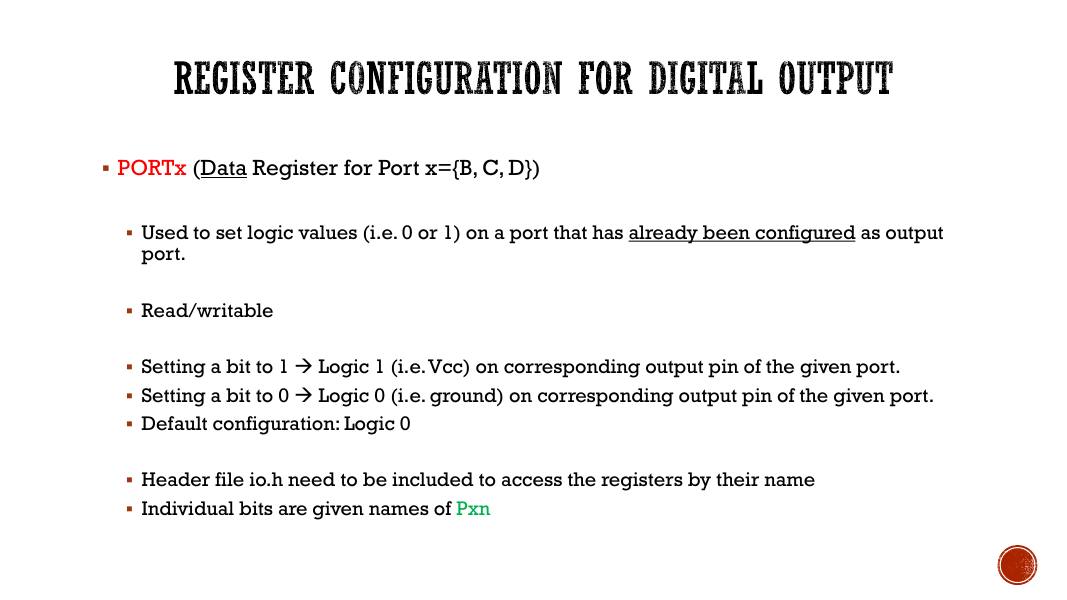 REGISTER CONFIGURATION FOR DIGITAL OUTPUT
▪ PORTx (Data Register for Port x={B, C, D})
▪ Used to set logic values (i.e. 0 or 1) on a port that has already been configured as output
port.
▪ Read/writable
▪ Setting a bit to 1 → Logic 1 (i.e. Vcc) on corresponding output pin of the given port.
▪ Setting a bit to 0 → Logic 0 (i.e. ground) on corresponding output pin of the given port.
▪ Default configuration: Logic 0
▪ Header file io.h need to be included to access the registers by their name
▪ Individual bits are given names of Pxn